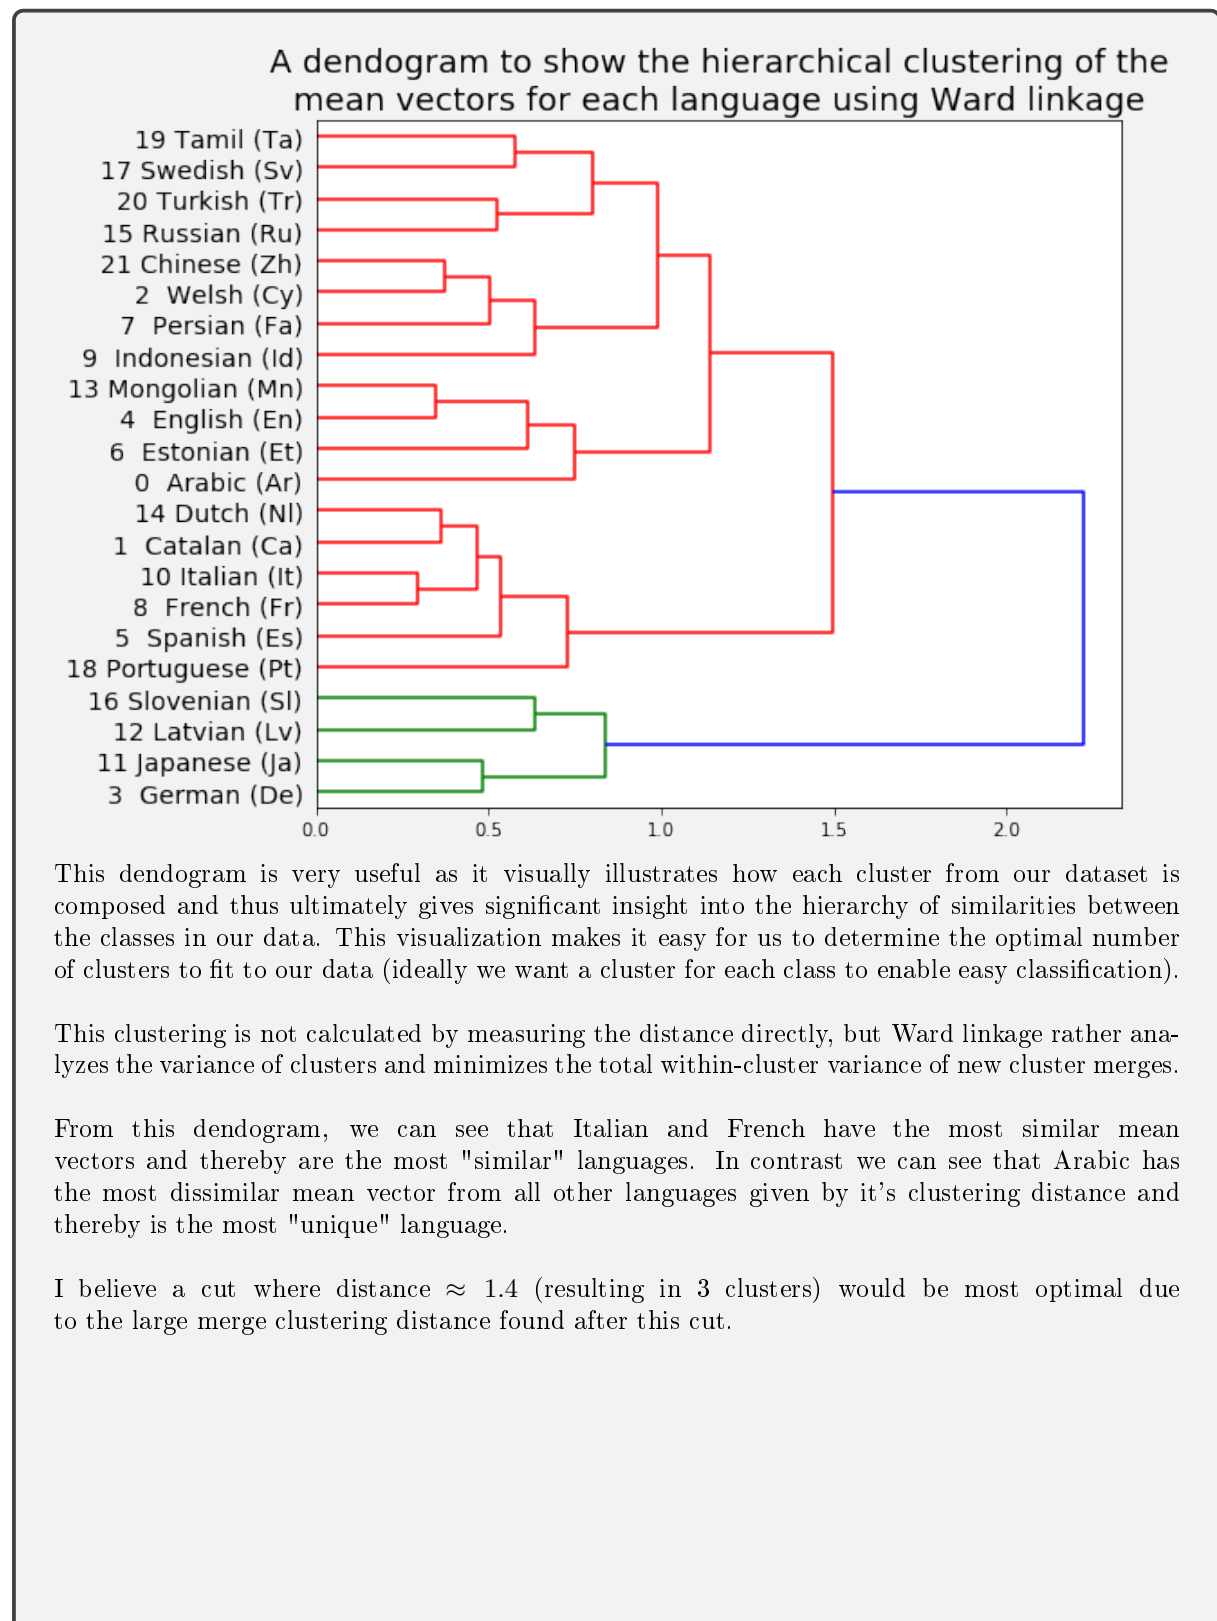 A dendogram to show the hierarchical clustering of the
mean vectors for each language using Ward linkage
19 Tamil (Ta)
17 Swedish (Sv)
20 Turkish (Tr)
15 Russian (Ru)
21 Chinese (Zh)
2 Welsh (Cy)
7 Persian (Fa)
9 Indonesian (Id)
13 Mongolian (Mn)
4 English (En)
6 Estonian (Et)
0 Arabic (Ar)
14 Dutch (Nl)
1 Catalan (Ca)
10 Italian (It)
8 French (Fr)
5 Spanish (Es)
18 Portuguese (Pt)
16 Slovenian (Sl)
12 Latvian (Lv)
11 Japanese (Ja)
3 German (De)
0.0 0.5 1.0 1.5 2.0
This dendogram is very useful as it visually illustrates how each cluster from our dataset is
composed and thus ultimately gives significant insight into the hierarchy of similarities between
the classes in our data. This visualization makes it easy for us to determine the optimal number
of clusters to fit to our data (ideally we want a cluster for each class to enable easy classification).
This clustering is not calculated by measuring the distance directly, but Ward linkage rather ana-
lyzes the variance of clusters and minimizes the total within-cluster variance of new cluster merges.
From this dendogram, we can see that Italian and French have the most similar mean
vectors and thereby are the most "similar" languages. In contrast we can see that Arabic has
the most dissimilar mean vector from all other languages given by it's clustering distance and
thereby is the most "unique" language.
I believe a cut where distance ≈ 1.4 (resulting in 3 clusters) would be most optimal due
to the large merge clustering distance found after this cut.